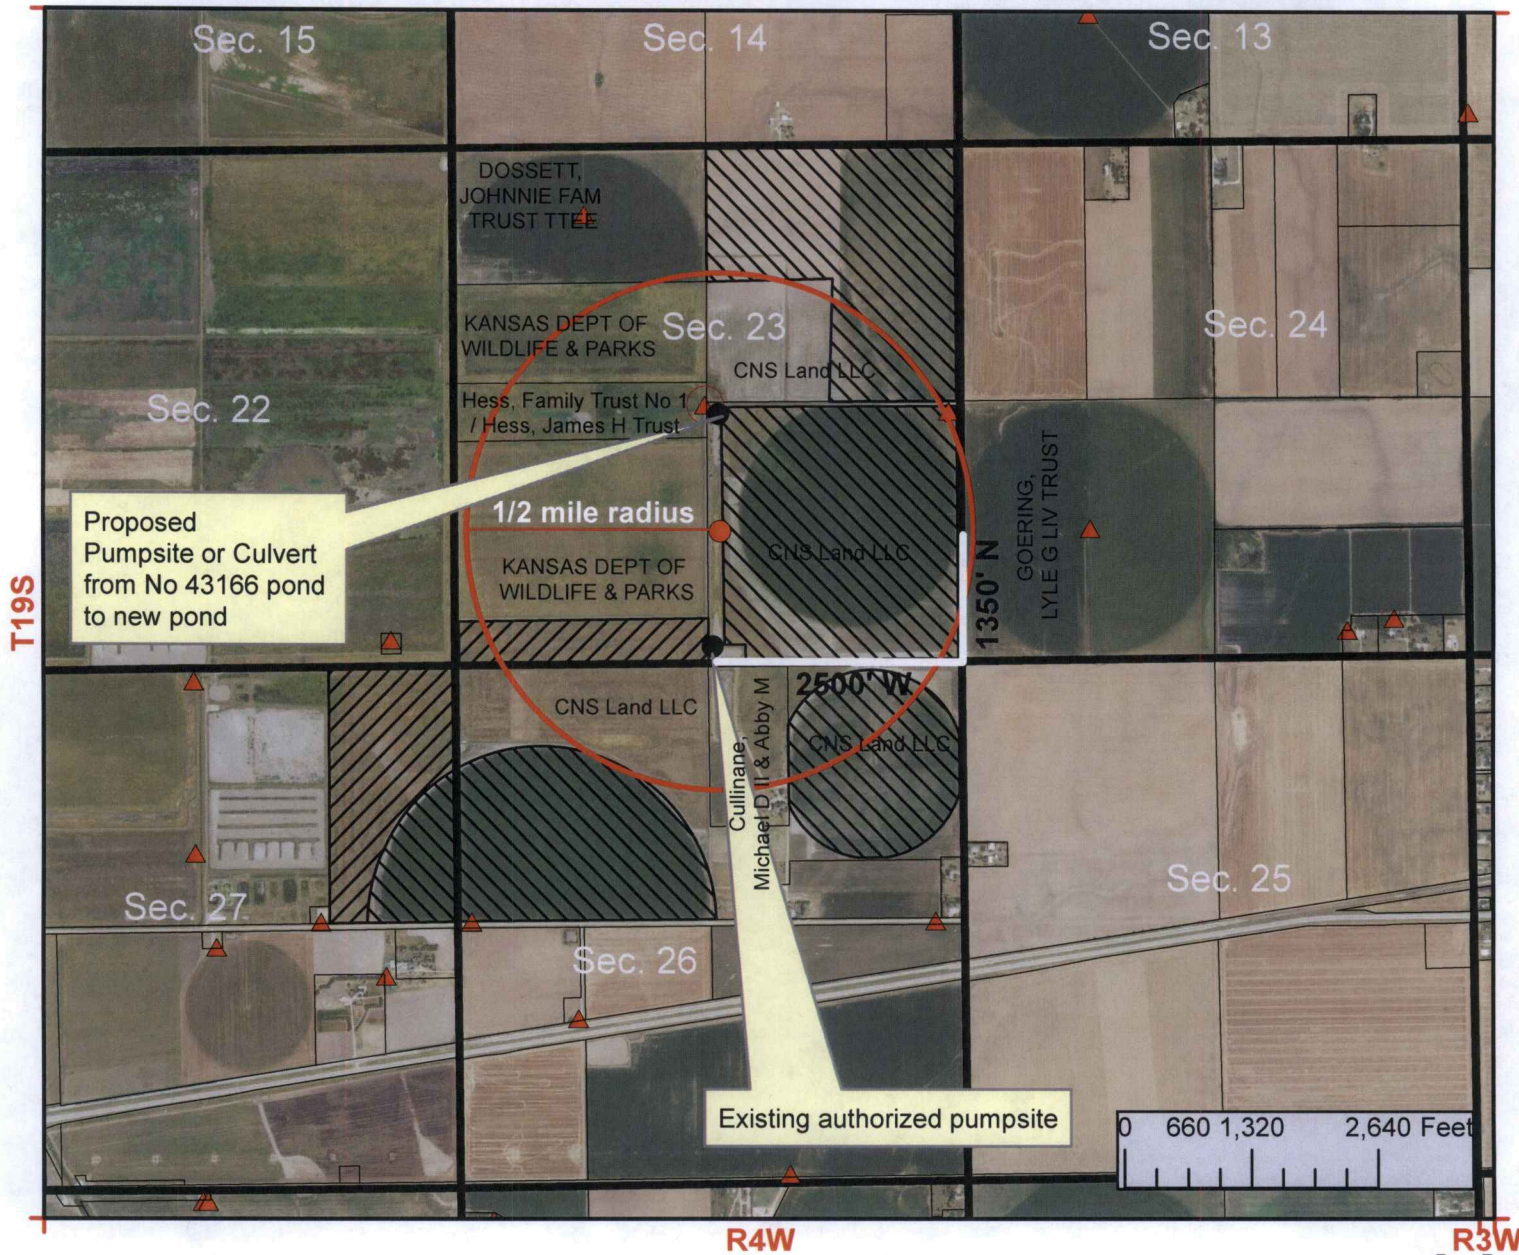 Sec. 15
Sec. 14
Sec. 13
DOSSETT,
JOHNNIE FAM
TRUST TTEE
KANSAS DEPT OF
WILDLIFE & PARKS
Sec. 23
Sec. 24
CNS Land LLC
Hess, Family Trust No 1
/ Hess, James H Trust
Sec. 22
1/2 mile radius
Proposed
Pumpsite or Culvert
from No 43166 pond
to new pond
CNS Land LLC
KANSAS DEPT OF
WILDLIFE & PARKS
GOERING,
LYLE G LIV TRUST
1350' N
T19S
2500' W
CNS Land LLC
Cullinane,
Michael D II & Abby M
CNS Land LLC
Sec. 27
Sec. 26
Sec. 25
Existing authorized pumpsite
0 660 1,320 2,640 Feet
R4W
R3W